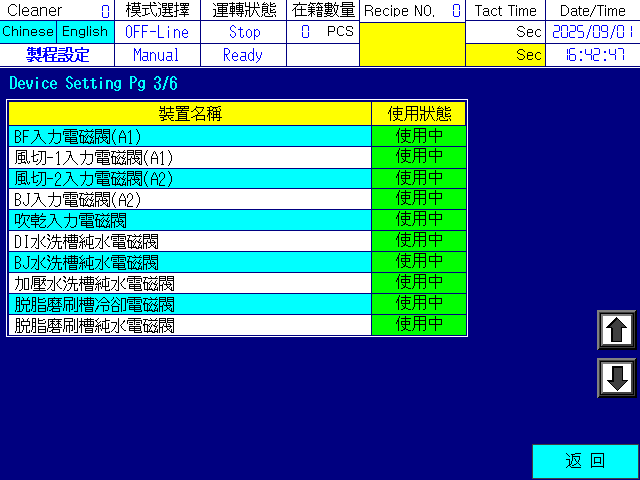 Cleaner 0 模式選擇 運轉狀態 在籍數量 Recipe NO. 0 Tact Time Date/Time
Chinese English OFF-Line Stop 0 PCS Sec 2025/09/01
製程設定 Manual Ready Sec 16:42:47
Device Setting Pg 3/6
裝置名稱 使用狀態
BF入力電磁閥(A1) 使用中
風切-1入力電磁閥(A1) 使用中
風切-2入力電磁閥(A2) 使用中
BJ入力電磁閥(A2) 使用中
吹乾入力電磁閥 使用中
DI水洗槽純水電磁閥 使用中
BJ水洗槽純水電磁閥 使用中
加壓水洗槽純水電磁閥 使用中
脱脂磨刷槽冷卻電磁閥 使用中
脱脂磨刷槽純水電磁閥 使用中
返 回